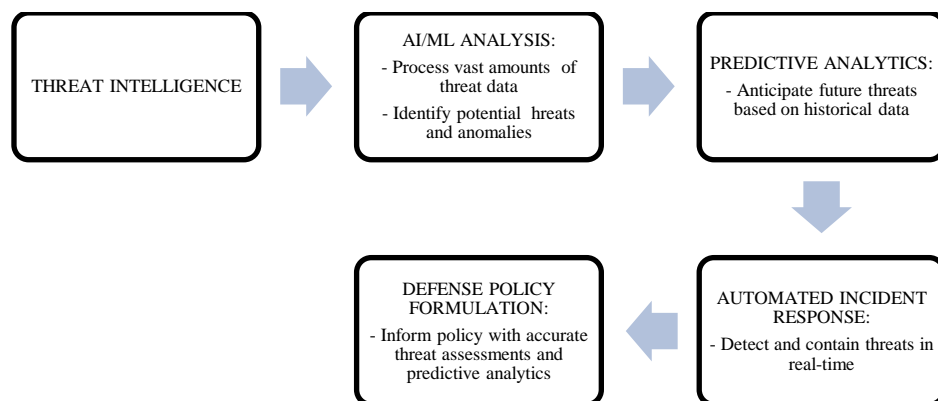 THREAT INTELLIGENCE
AI/ML ANALYSIS:
- Process vast amounts of
threat data
- Identify potential hreats
and anomalies
PREDICTIVE ANALYTICS:
- Anticipate future threats
based on historical data
AUTOMATED INCIDENT
RESPONSE:
- Detect and contain threats in
real-time
DEFENSE POLICY
FORMULATION:
- Inform policy with accurate
threat assessments and
predictive analytics